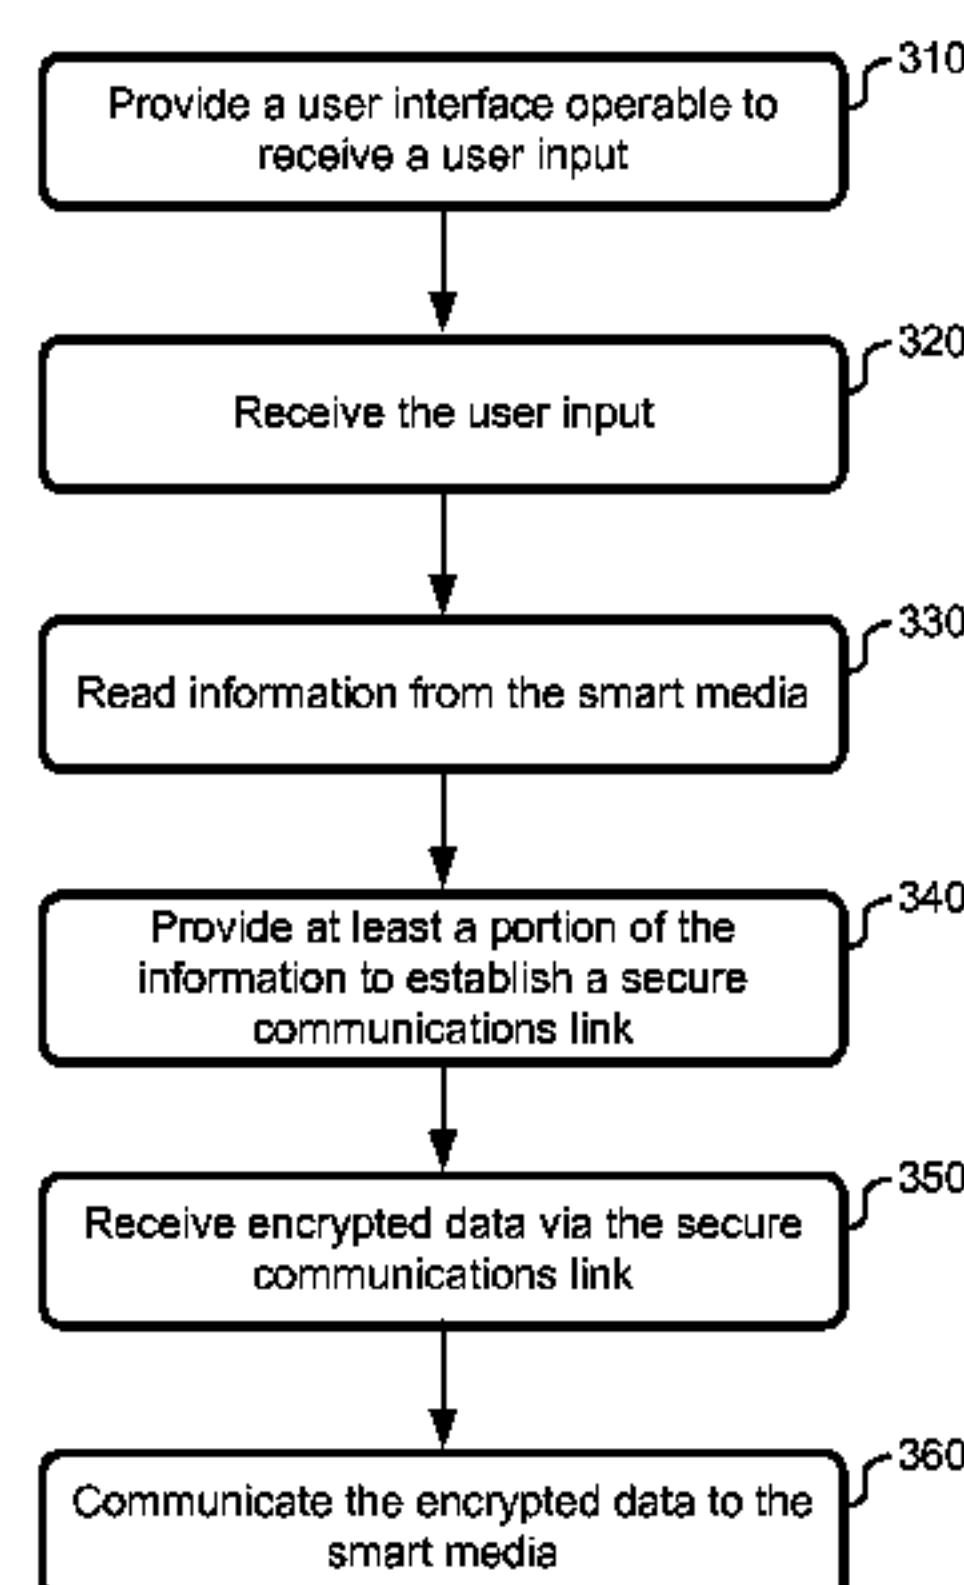 310
Provide a user interface operable to
receive a user input
320
Receive the user input
330
Read information from the smart media
340
Provide at least a portion of the
information to establish a secure
communications link
350
Receive encrypted data via the secure
communications link
360
Communicate the encrypted data to the
smart media